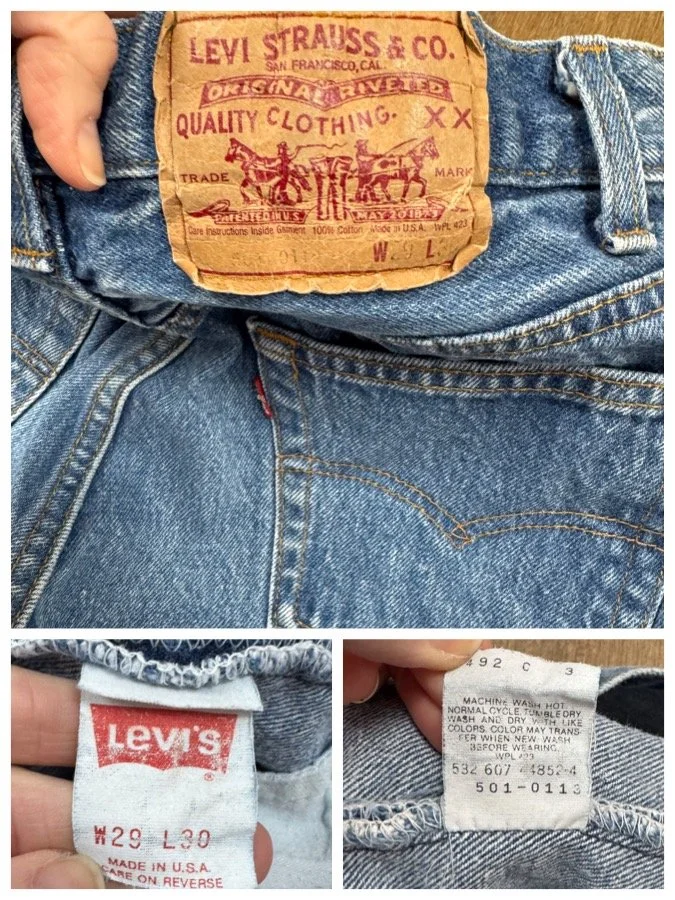 LEVI STRAUSS & CO.
SAN FRANCISCO, CAL.
ORIGINAL RIVETED
QUALITY CLOTHING. XX
TRADE MARK
PATENTED IN U.S. MAY 20 1873
Care Instructions Inside Garment 100% Cotton Made in U.S.A. WPL 423
W 29 L
LEVI'S
®
W29 L30
MADE IN U.S.A.
CARE ON REVERSE
492 C 3
MACHINE WASH HOT
NORMAL CYCLE, TUMBLE DRY
WASH AND DRY WITH LIKE
COLORS. COLOR MAY TRANS-
FER WHEN NEW WASH
BEFORE WEARING.
WPL 423
532 607 44852-4
501-0113